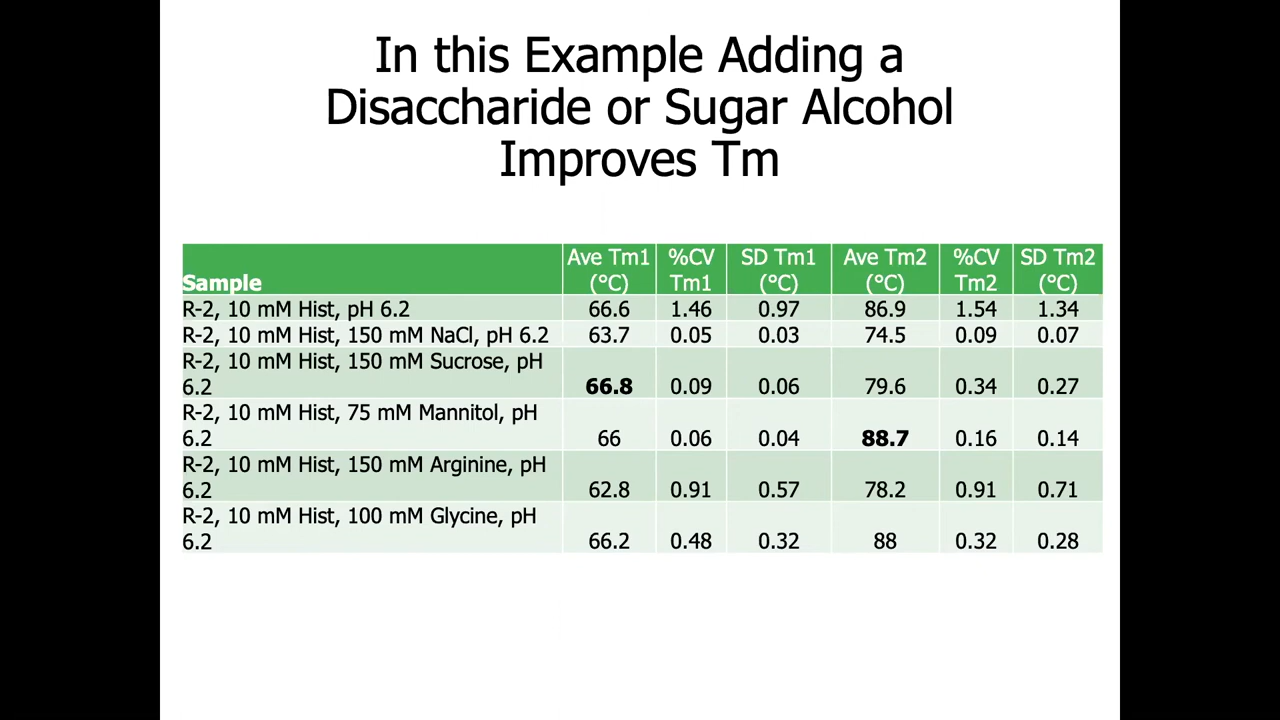 In this Example Adding a
Disaccharide or Sugar Alcohol
Improves Tm
Sample Ave Tm1 (°C) %CV Tm1 SD Tm1 (°C) Ave Tm2 (°C) %CV Tm2 SD Tm2 (°C)
R-2, 10 mM Hist, pH 6.2 66.6 1.46 0.97 86.9 1.54 1.34
R-2, 10 mM Hist, 150 mM NaCl, pH 6.2 63.7 0.05 0.03 74.5 0.09 0.07
R-2, 10 mM Hist, 150 mM Sucrose, pH
6.2 66.8 0.09 0.06 79.6 0.34 0.27
R-2, 10 mM Hist, 75 mM Mannitol, pH
6.2 66 0.06 0.04 88.7 0.16 0.14
R-2, 10 mM Hist, 150 mM Arginine, pH
6.2 62.8 0.91 0.57 78.2 0.91 0.71
R-2, 10 mM Hist, 100 mM Glycine, pH
6.2 66.2 0.48 0.32 88 0.32 0.28